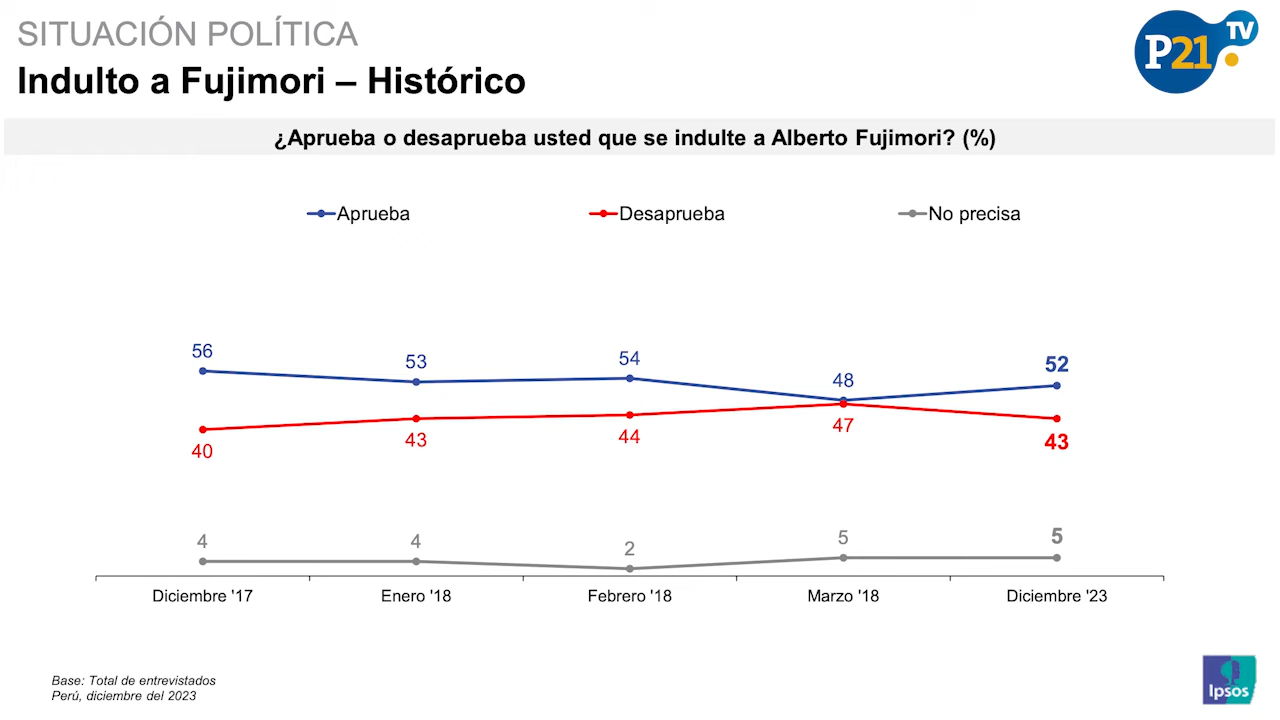 SITUACIÓN POLÍTICA
Indulto a Fujimori – Histórico
P21 TV
¿Aprueba o desaprueba usted que se indulte a Alberto Fujimori? (%)
Aprueba Desaprueba No precisa
56 53 54 48 52
40 43 44 47 43
4 4 2 5 5
Diciembre '17 Enero '18 Febrero '18 Marzo '18 Diciembre '23
Base: Total de entrevistados
Perú, diciembre del 2023
Ipsos